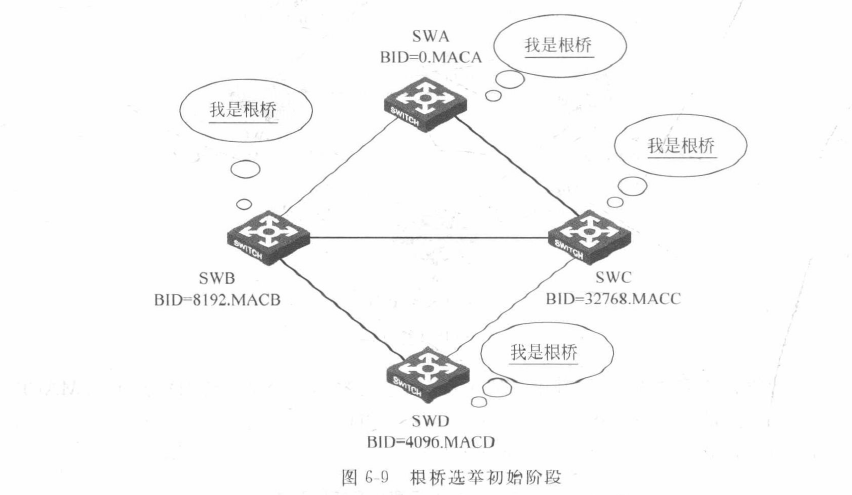 SWA
BID=0.MACA
我是根桥
我是根桥
我是根桥
SWITCH
SWITCH
SWITCH
SWB
BID=8192.MACB
SWC
BID=32768.MACC
我是根桥
SWITCH
SWD
BID=4096.MACD
图 6-9 根桥选举初始阶段